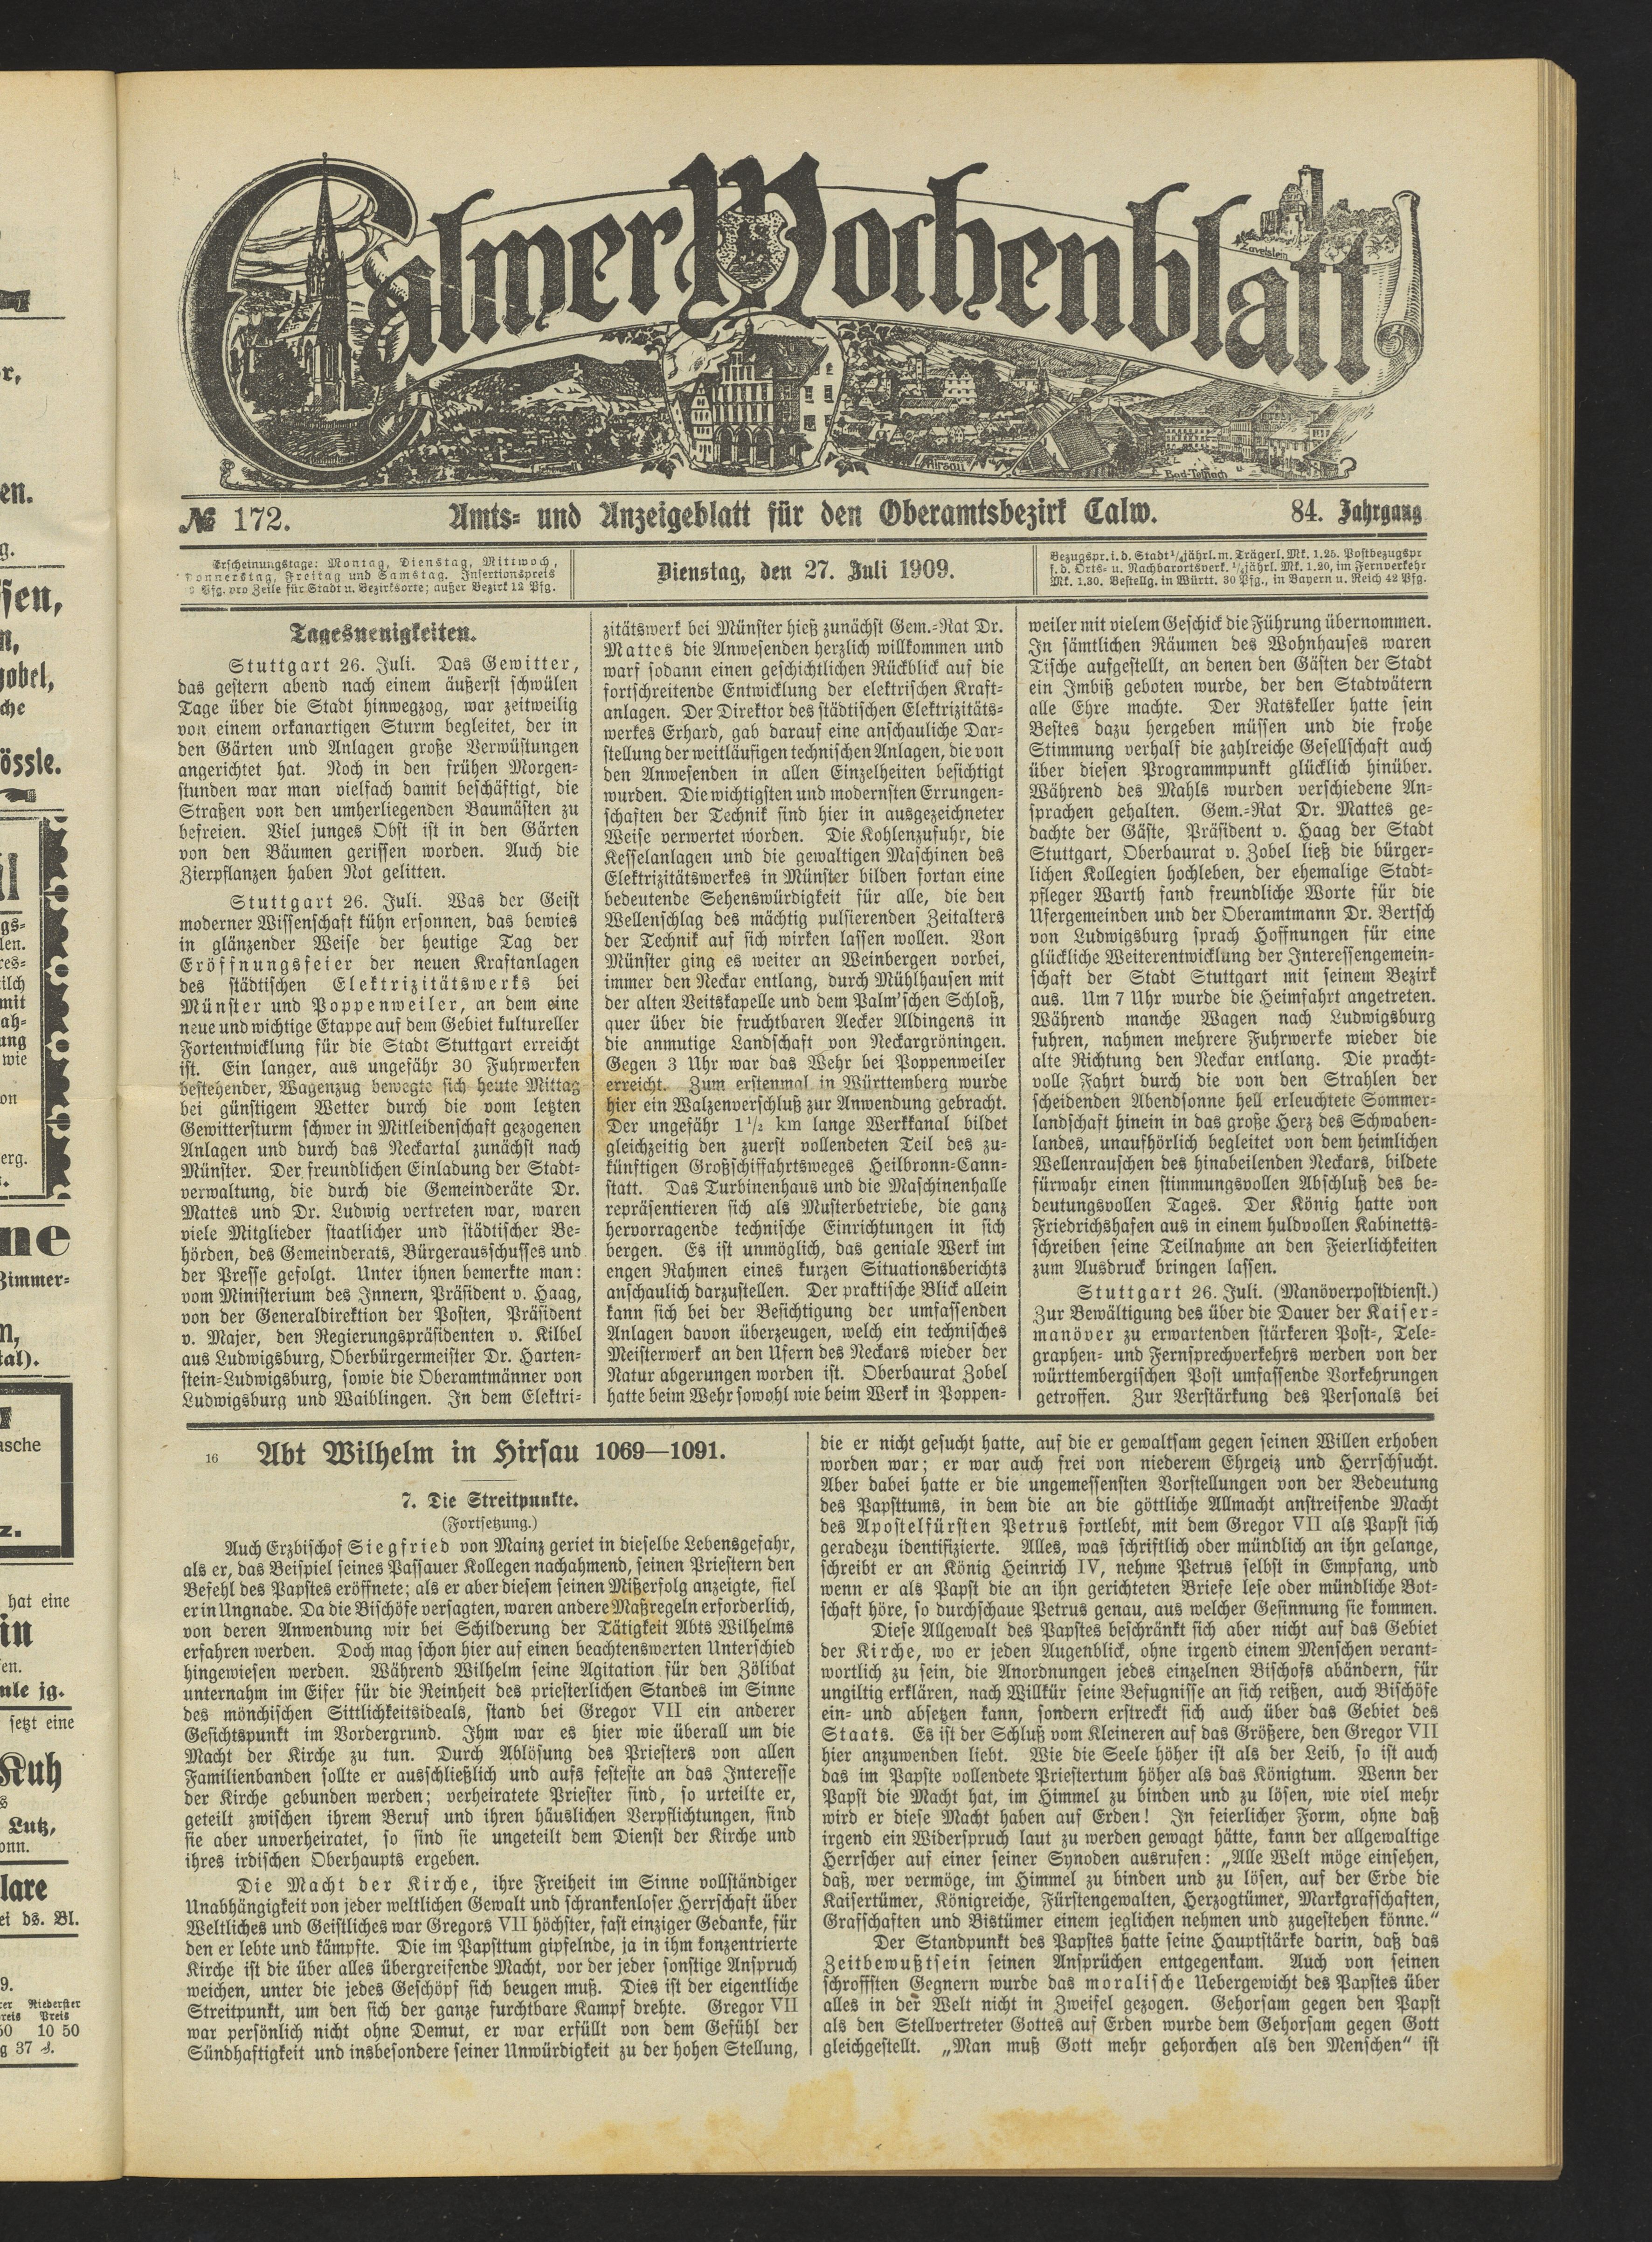 Calwer Wochenblatt
Zavelstein
Hirsau
Bad-Teinach
№ 172.
Amts- und Anzeigeblatt für den Oberamtsbezirk Calw.
84. Jahrgang
Erscheinungstage: Montag, Dienstag, Mittwoch,
Donnerstag, Freitag und Samstag. Insertionspreis
Pfg. pro Zeile für Stadt u. Bezirksorte; außer Bezirk 12 Pfg.
Dienstag, den 27. Juli 1909.
Bezugspr. i. d. Stadt ¼jährl. m. Trägerl. Mk. 1.25. Postbezugspr
f. d. Orts- u. Nachbarortsverk. ¼jährl. Mk. 1.20, im Fernverkehr
Mk. 1.30. Bestellg. in Württ. 30 Pfg., in Bayern u. Reich 42 Pfg.
Tagesneuigkeiten.
Stuttgart 26. Juli. Das Gewitter,
das gestern abend nach einem äußerst schwülen
Tage über die Stadt hinwegzog, war zeitweilig
von einem orkanartigen Sturm begleitet, der in
den Gärten und Anlagen große Verwüstungen
angerichtet hat. Noch in den frühen Morgen-
stunden war man vielfach damit beschäftigt, die
Straßen von den umherliegenden Baumästen zu
befreien. Viel junges Obst ist in den Gärten
von den Bäumen gerissen worden. Auch die
Zierpflanzen haben Not gelitten.
Stuttgart 26. Juli. Was der Geist
moderner Wissenschaft kühn ersonnen, das bewies
in glänzender Weise der heutige Tag der
Eröffnungsfeier der neuen Kraftanlagen
des städtischen Elektrizitätswerks bei
Münster und Poppenweiler, an dem eine
neue und wichtige Etappe auf dem Gebiet kultureller
Fortentwicklung für die Stadt Stuttgart erreicht
ist. Ein langer, aus ungefähr 30 Fuhrwerken
bestehender, Wagenzug bewegte sich heute Mittag
bei günstigem Wetter durch die vom letzten
Gewittersturm schwer in Mitleidenschaft gezogenen
Anlagen und durch das Neckartal zunächst nach
Münster. Der freundlichen Einladung der Stadt-
verwaltung, die durch die Gemeinderäte Dr.
Mattes und Dr. Ludwig vertreten war, waren
viele Mitglieder staatlicher und städtischer Be-
hörden, des Gemeinderats, Bürgerausschusses und
der Presse gefolgt. Unter ihnen bemerkte man:
vom Ministerium des Innern, Präsident v. Haag,
von der Generaldirektion der Posten, Präsident
v. Majer, den Regierungspräsidenten v. Kilbel
aus Ludwigsburg, Oberbürgermeister Dr. Harten-
stein-Ludwigsburg, sowie die Oberamtmänner von
Ludwigsburg und Waiblingen. In dem Elektri-
zitätswerk bei Münster hieß zunächst Gem.-Rat Dr.
Mattes die Anwesenden herzlich willkommen und
warf sodann einen geschichtlichen Rückblick auf die
fortschreitende Entwicklung der elektrischen Kraft-
anlagen. Der Direktor des städtischen Elektrizitäts-
werkes Erhard, gab darauf eine anschauliche Dar-
stellung der weitläufigen technischen Anlagen, die von
den Anwesenden in allen Einzelheiten besichtigt
wurden. Die wichtigsten und modernsten Errungen-
schaften der Technik sind hier in ausgezeichneter
Weise verwertet worden. Die Kohlenzufuhr, die
Kesselanlagen und die gewaltigen Maschinen des
Elektrizitätswerkes in Münster bilden fortan eine
bedeutende Sehenswürdigkeit für alle, die den
Wellenschlag des mächtig pulsierenden Zeitalters
der Technik auf sich wirken lassen wollen. Von
Münster ging es weiter an Weinbergen vorbei,
immer den Neckar entlang, durch Mühlhausen mit
der alten Veitskapelle und dem Palm'schen Schloß,
quer über die fruchtbaren Aecker Aldingens in
die anmutige Landschaft von Neckargröningen.
Gegen 3 Uhr war das Wehr bei Poppenweiler
erreicht. Zum erstenmal in Württemberg wurde
hier ein Walzenverschluß zur Anwendung gebracht.
Der ungefähr 1½ km lange Werkkanal bildet
gleichzeitig den zuerst vollendeten Teil des zu-
künftigen Großschiffahrtsweges Heilbronn-Cann-
statt. Das Turbinenhaus und die Maschinenhalle
repräsentieren sich als Musterbetriebe, die ganz
hervorragende technische Einrichtungen in sich
bergen. Es ist unmöglich, das geniale Werk im
engen Rahmen eines kurzen Situationsberichts
anschaulich darzustellen. Der praktische Blick allein
kann sich bei der Besichtigung der umfassenden
Anlagen davon überzeugen, welch ein technisches
Meisterwerk an den Ufern des Neckars wieder der
Natur abgerungen worden ist. Oberbaurat Zobel
hatte beim Wehr sowohl wie beim Werk in Poppen-
weiler mit vielem Geschick die Führung übernommen.
In sämtlichen Räumen des Wohnhauses waren
Tische aufgestellt, an denen den Gästen der Stadt
ein Imbiß geboten wurde, der den Stadtvätern
alle Ehre machte. Der Ratskeller hatte sein
Bestes dazu hergeben müssen und die frohe
Stimmung verhalf die zahlreiche Gesellschaft auch
über diesen Programmpunkt glücklich hinüber.
Während des Mahls wurden verschiedene An-
sprachen gehalten. Gem.-Rat Dr. Mattes ge-
dachte der Gäste, Präsident v. Haag der Stadt
Stuttgart, Oberbaurat v. Zobel ließ die bürger-
lichen Kollegien hochleben, der ehemalige Stadt-
pfleger Warth fand freundliche Worte für die
Ufergemeinden und der Oberamtmann Dr. Bertsch
von Ludwigsburg sprach Hoffnungen für eine
glückliche Weiterentwicklung der Interessengemein-
schaft der Stadt Stuttgart mit seinem Bezirk
aus. Um 7 Uhr wurde die Heimfahrt angetreten.
Während manche Wagen nach Ludwigsburg
fuhren, nahmen mehrere Fuhrwerke wieder die
alte Richtung den Neckar entlang. Die pracht-
volle Fahrt durch die von den Strahlen der
scheidenden Abendsonne hell erleuchtete Sommer-
landschaft hinein in das große Herz des Schwaben-
landes, unaufhörlich begleitet von dem heimlichen
Wellenrauschen des hinabeilenden Neckars, bildete
fürwahr einen stimmungsvollen Abschluß des be-
deutungsvollen Tages. Der König hatte von
Friedrichshafen aus in einem huldvollen Kabinetts-
schreiben seine Teilnahme an den Feierlichkeiten
zum Ausdruck bringen lassen.
Stuttgart 26. Juli. (Manöverpostdienst.)
Zur Bewältigung des über die Dauer der Kaiser-
manöver zu erwartenden stärkeren Post-, Tele-
graphen- und Fernsprechverkehrs werden von der
württembergischen Post umfassende Vorkehrungen
getroffen. Zur Verstärkung des Personals bei
16 Abt Wilhelm in Hirsau 1069—1091.
7. Die Streitpunkte.
(Fortsetzung.)
Auch Erzbischof Siegfried von Mainz geriet in dieselbe Lebensgefahr,
als er, das Beispiel seines Passauer Kollegen nachahmend, seinen Priestern den
Befehl des Papstes eröffnete; als er aber diesem seinen Mißerfolg anzeigte, fiel
er in Ungnade. Da die Bischöfe versagten, waren andere Maßregeln erforderlich,
von deren Anwendung wir bei Schilderung der Tätigkeit Abts Wilhelms
erfahren werden. Doch mag schon hier auf einen beachtenswerten Unterschied
hingewiesen werden. Während Wilhelm seine Agitation für den Zölibat
unternahm im Eifer für die Reinheit des priesterlichen Standes im Sinne
des mönchischen Sittlichkeitsideals, stand bei Gregor VII ein anderer
Gesichtspunkt im Vordergrund. Ihm war es hier wie überall um die
Macht der Kirche zu tun. Durch Ablösung des Priesters von allen
Familienbanden sollte er ausschließlich und aufs festeste an das Interesse
der Kirche gebunden werden; verheiratete Priester sind, so urteilte er,
geteilt zwischen ihrem Beruf und ihren häuslichen Verpflichtungen, sind
sie aber unverheiratet, so sind sie ungeteilt dem Dienst der Kirche und
ihres irdischen Oberhaupts ergeben.
Die Macht der Kirche, ihre Freiheit im Sinne vollständiger
Unabhängigkeit von jeder weltlichen Gewalt und schrankenloser Herrschaft über
Weltliches und Geistliches war Gregors VII höchster, fast einziger Gedanke, für
den er lebte und kämpfte. Die im Papsttum gipfelnde, ja in ihm konzentrierte
Kirche ist die über alles übergreifende Macht, vor der jeder sonstige Anspruch
weichen, unter die jedes Geschöpf sich beugen muß. Dies ist der eigentliche
Streitpunkt, um den sich der ganze furchtbare Kampf drehte. Gregor VII
war persönlich nicht ohne Demut, er war erfüllt von dem Gefühl der
Sündhaftigkeit und insbesondere seiner Unwürdigkeit zu der hohen Stellung,
die er nicht gesucht hatte, auf die er gewaltsam gegen seinen Willen erhoben
worden war; er war auch frei von niederem Ehrgeiz und Herrschsucht.
Aber dabei hatte er die ungemessensten Vorstellungen von der Bedeutung
des Papsttums, in dem die an die göttliche Allmacht anstreifende Macht
des Apostelfürsten Petrus fortlebt, mit dem Gregor VII als Papst sich
geradezu identifizierte. Alles, was schriftlich oder mündlich an ihn gelange,
schreibt er an König Heinrich IV, nehme Petrus selbst in Empfang, und
wenn er als Papst die an ihn gerichteten Briefe lese oder mündliche Bot-
schaft höre, so durchschaue Petrus genau, aus welcher Gesinnung sie kommen.
Diese Allgewalt des Papstes beschränkt sich aber nicht auf das Gebiet
der Kirche, wo er jeden Augenblick, ohne irgend einem Menschen verant-
wortlich zu sein, die Anordnungen jedes einzelnen Bischofs abändern, für
ungiltig erklären, nach Willkür seine Befugnisse an sich reißen, auch Bischöfe
ein- und absetzen kann, sondern erstreckt sich auch über das Gebiet des
Staats. Es ist der Schluß vom Kleineren auf das Größere, den Gregor VII
hier anzuwenden liebt. Wie die Seele höher ist als der Leib, so ist auch
das im Papste vollendete Priestertum höher als das Königtum. Wenn der
Papst die Macht hat, im Himmel zu binden und zu lösen, wie viel mehr
wird er diese Macht haben auf Erden! In feierlicher Form, ohne daß
irgend ein Widerspruch laut zu werden gewagt hätte, kann der allgewaltige
Herrscher auf einer seiner Synoden ausrufen: „Alle Welt möge einsehen,
daß, wer vermöge, im Himmel zu binden und zu lösen, auf der Erde die
Kaisertümer, Königreiche, Fürstengewalten, Herzogtümer, Markgrafschaften,
Grafschaften und Bistümer einem jeglichen nehmen und zugestehen könne.“
Der Standpunkt des Papstes hatte seine Hauptstärke darin, daß das
Zeitbewußtsein seinen Ansprüchen entgegenkam. Auch von seinen
schroffsten Gegnern wurde das moralische Uebergewicht des Papstes über
alles in der Welt nicht in Zweifel gezogen. Gehorsam gegen den Papst
als den Stellvertreter Gottes auf Erden wurde dem Gehorsam gegen Gott
gleichgestellt. „Man muß Gott mehr gehorchen als den Menschen“ ist